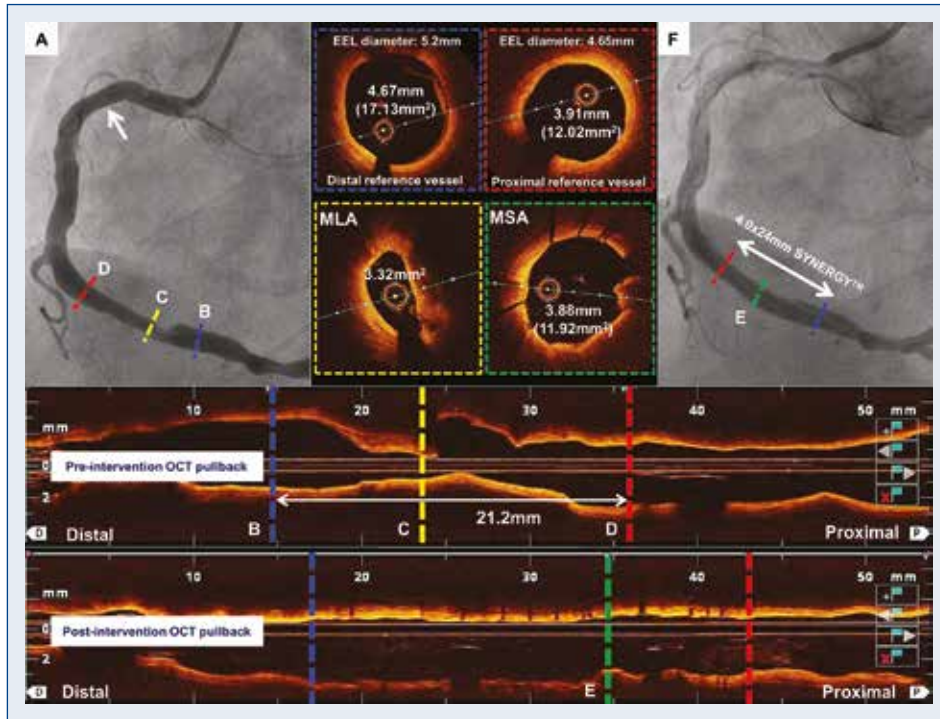 A
EEL diameter: 5.2mm
4.67mm
(17.13mm²)
Distal reference vessel
EEL diameter: 4.65mm
3.91mm
(12.02mm²)
Proximal reference vessel
F
D
C
B
MLA
3.32mm²
MSA
3.88mm
(11.92mm²)
4.0x24mm SYNERGY™
E
10
20
30
40
50 mm
mm
0
2
Pre-intervention OCT pullback
21.2mm
B
C
D
D Distal
Proximal P
10
20
30
40
50 mm
mm
0
2
Post-intervention OCT pullback
E
D Distal
Proximal P